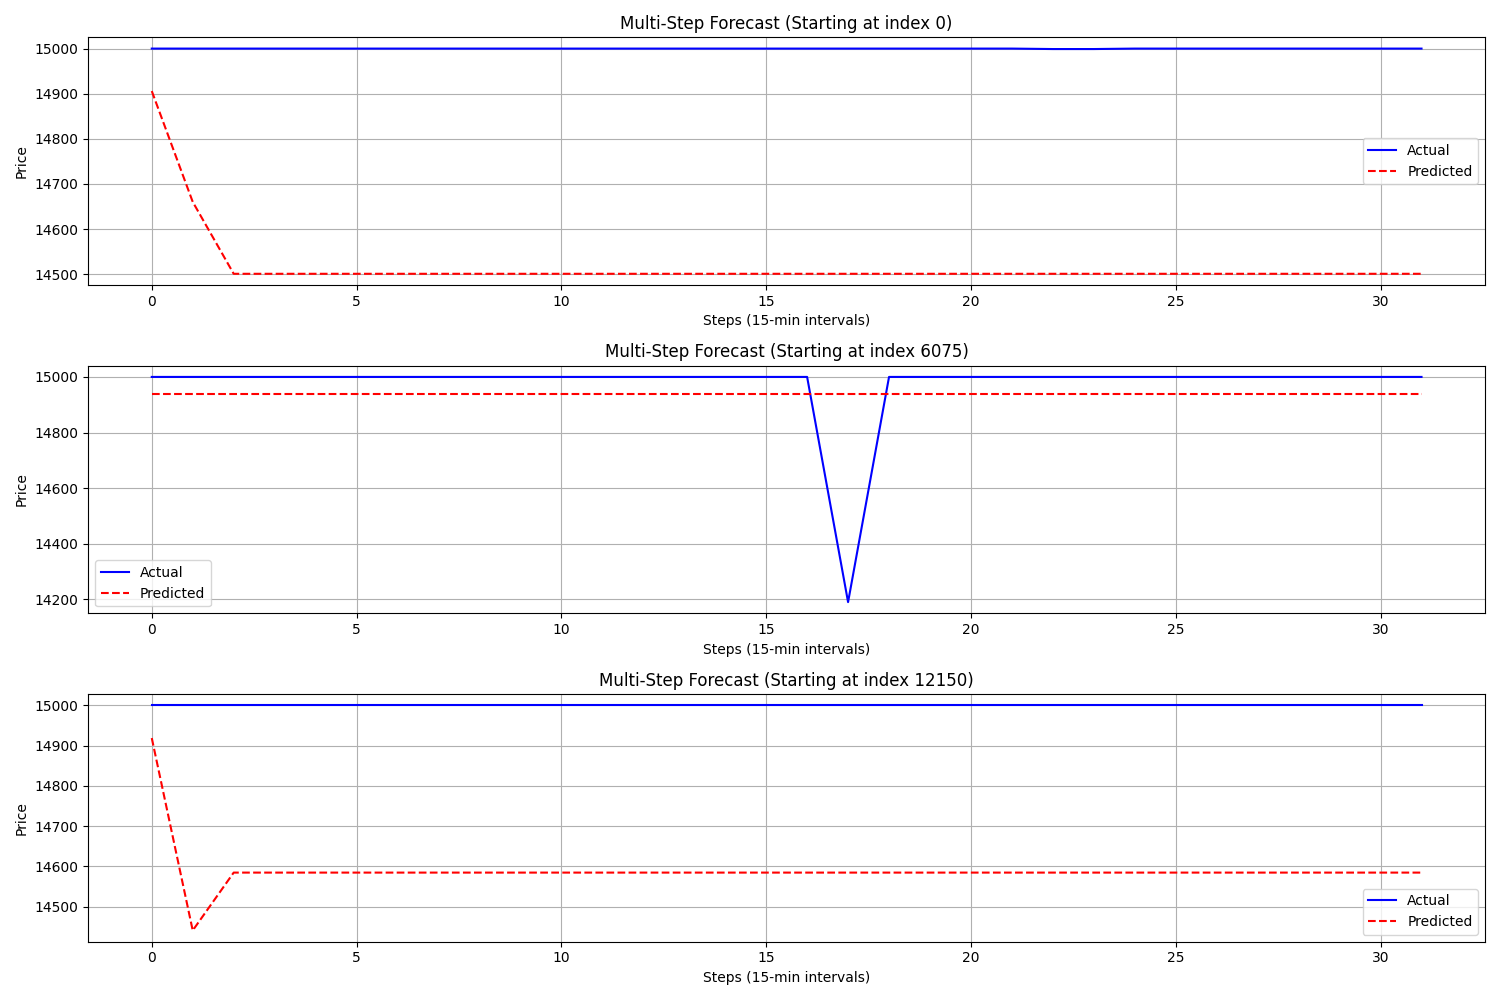 Multi-Step Forecast (Starting at index 0)
15000
14900
14800
14700
14600
14500
Price
Actual
Predicted
0 5 10 15 20 25 30
Steps (15-min intervals)
Multi-Step Forecast (Starting at index 6075)
15000
14800
14600
14400
14200
Price
Actual
Predicted
0 5 10 15 20 25 30
Steps (15-min intervals)
Multi-Step Forecast (Starting at index 12150)
15000
14900
14800
14700
14600
14500
Price
Actual
Predicted
0 5 10 15 20 25 30
Steps (15-min intervals)